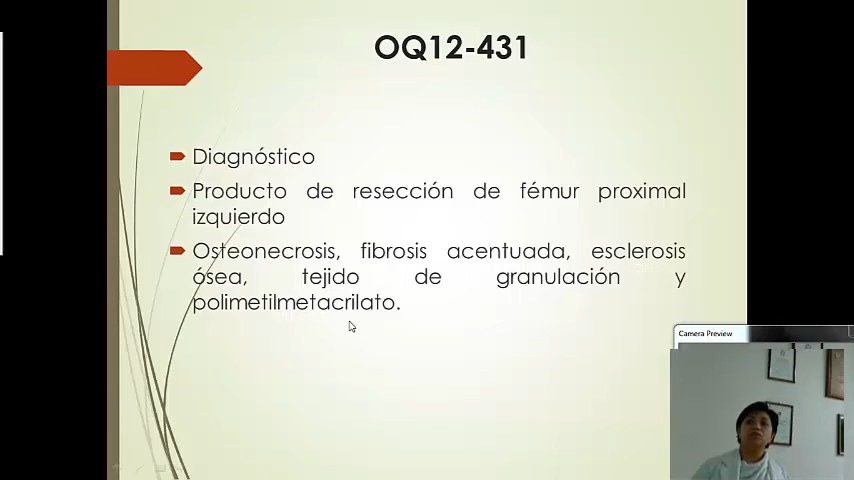 OQ12-431
Diagnóstico
Producto de resección de fémur proximal
izquierdo
Osteonecrosis, fibrosis acentuada, esclerosis
ósea, tejido de granulación y
polimetilmetacrilato.
Camera Preview